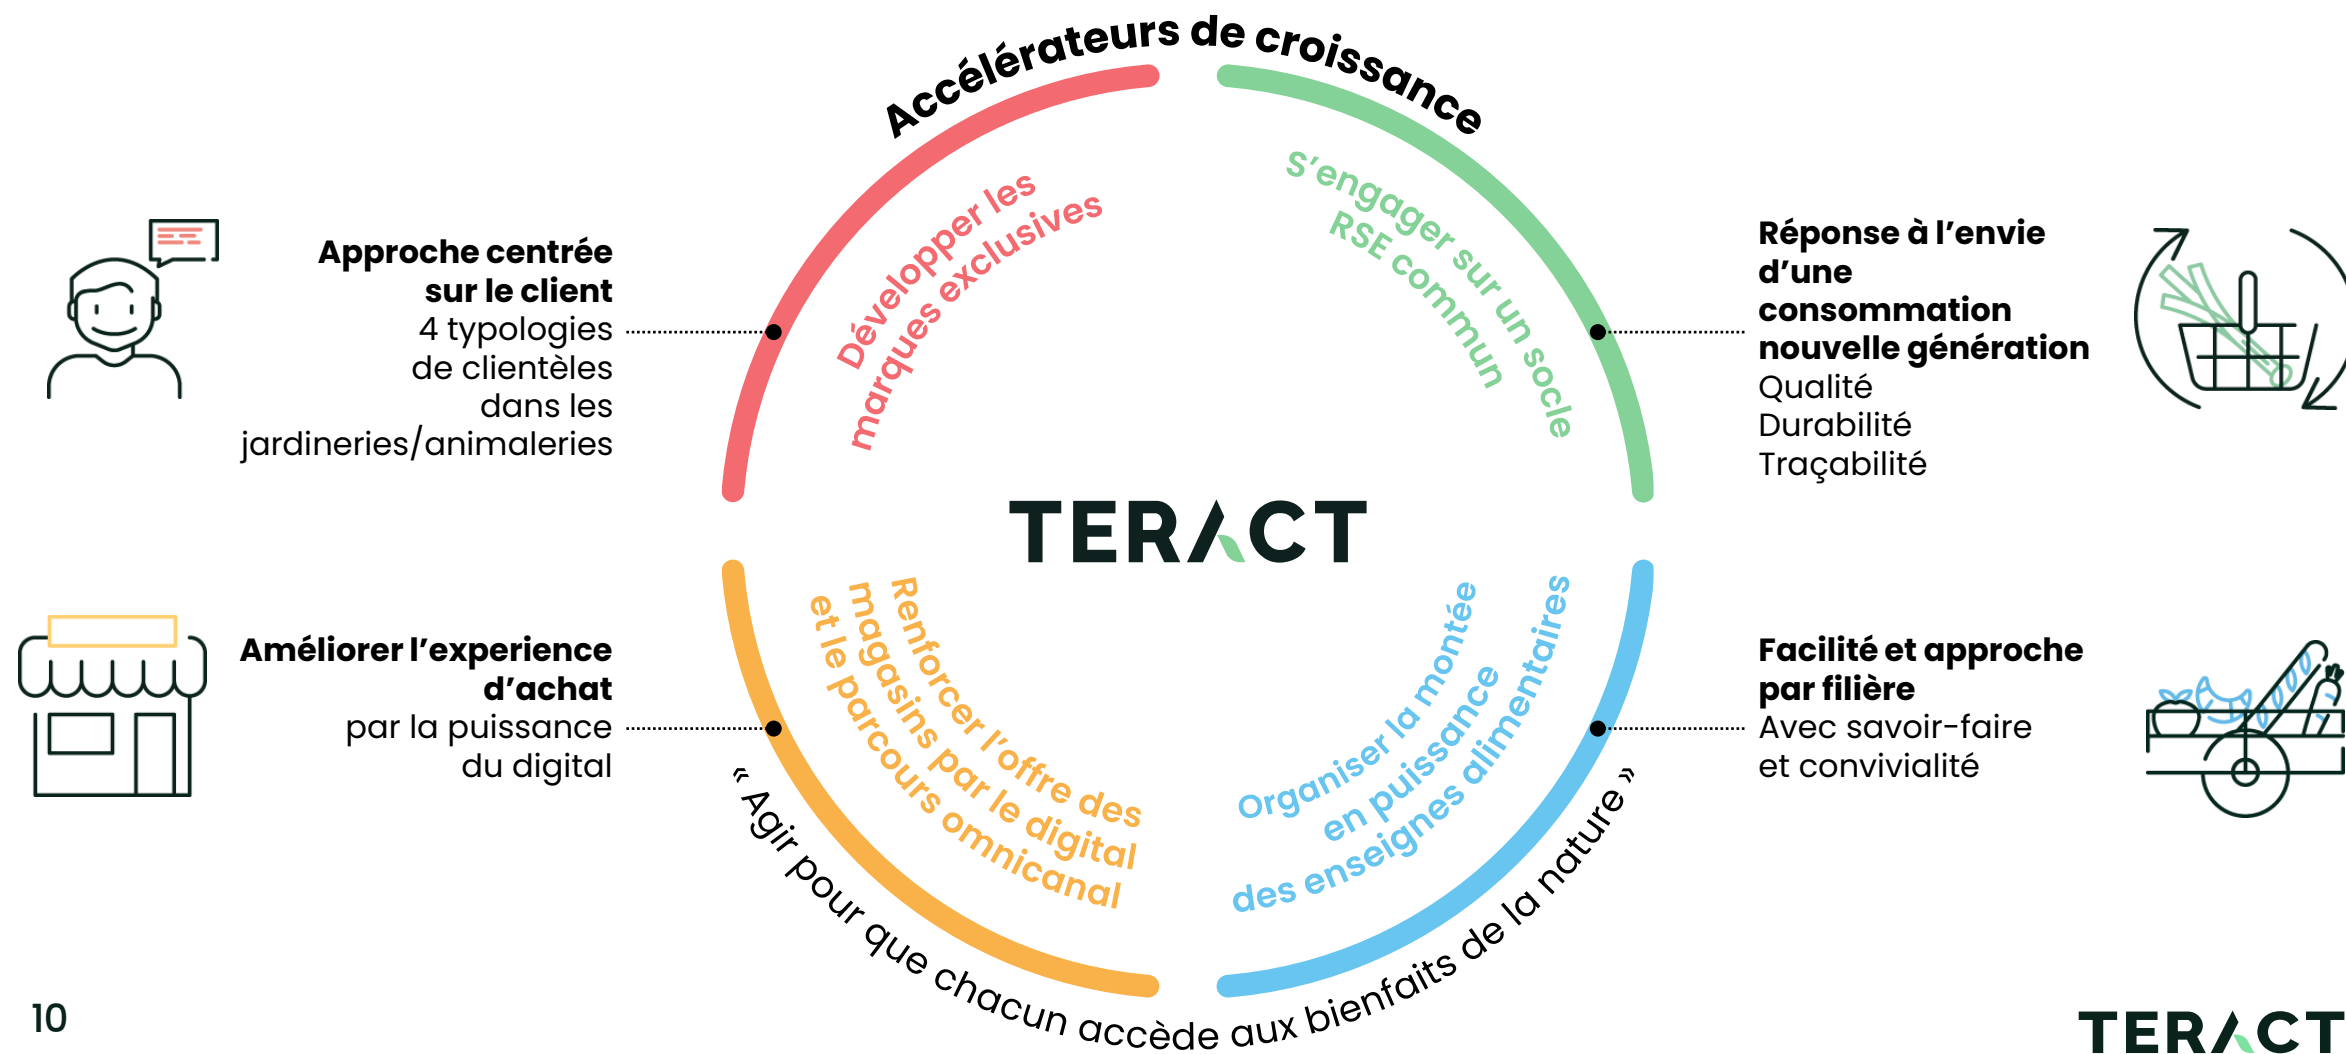 Accélérateurs de croissance
Développer les
marques exclusives
S'engager sur un socle
RSE commun
Approche centrée
sur le client
4 typologies
de clientèles
dans les
jardineries/animaleries
Réponse à l'envie
d'une
consommation
nouvelle génération
Qualité
Durabilité
Traçabilité
TERACT
Améliorer l'experience
d'achat
par la puissance
du digital
Renforcer l'offre des
magasins par le digital
et le parcours omnicanal
Organiser la montée
en puissance
des enseignes alimentaires
Facilité et approche
par filière
Avec savoir-faire
et convivialité
« Agir pour que chacun accède aux bienfaits de la nature »
10
TERACT